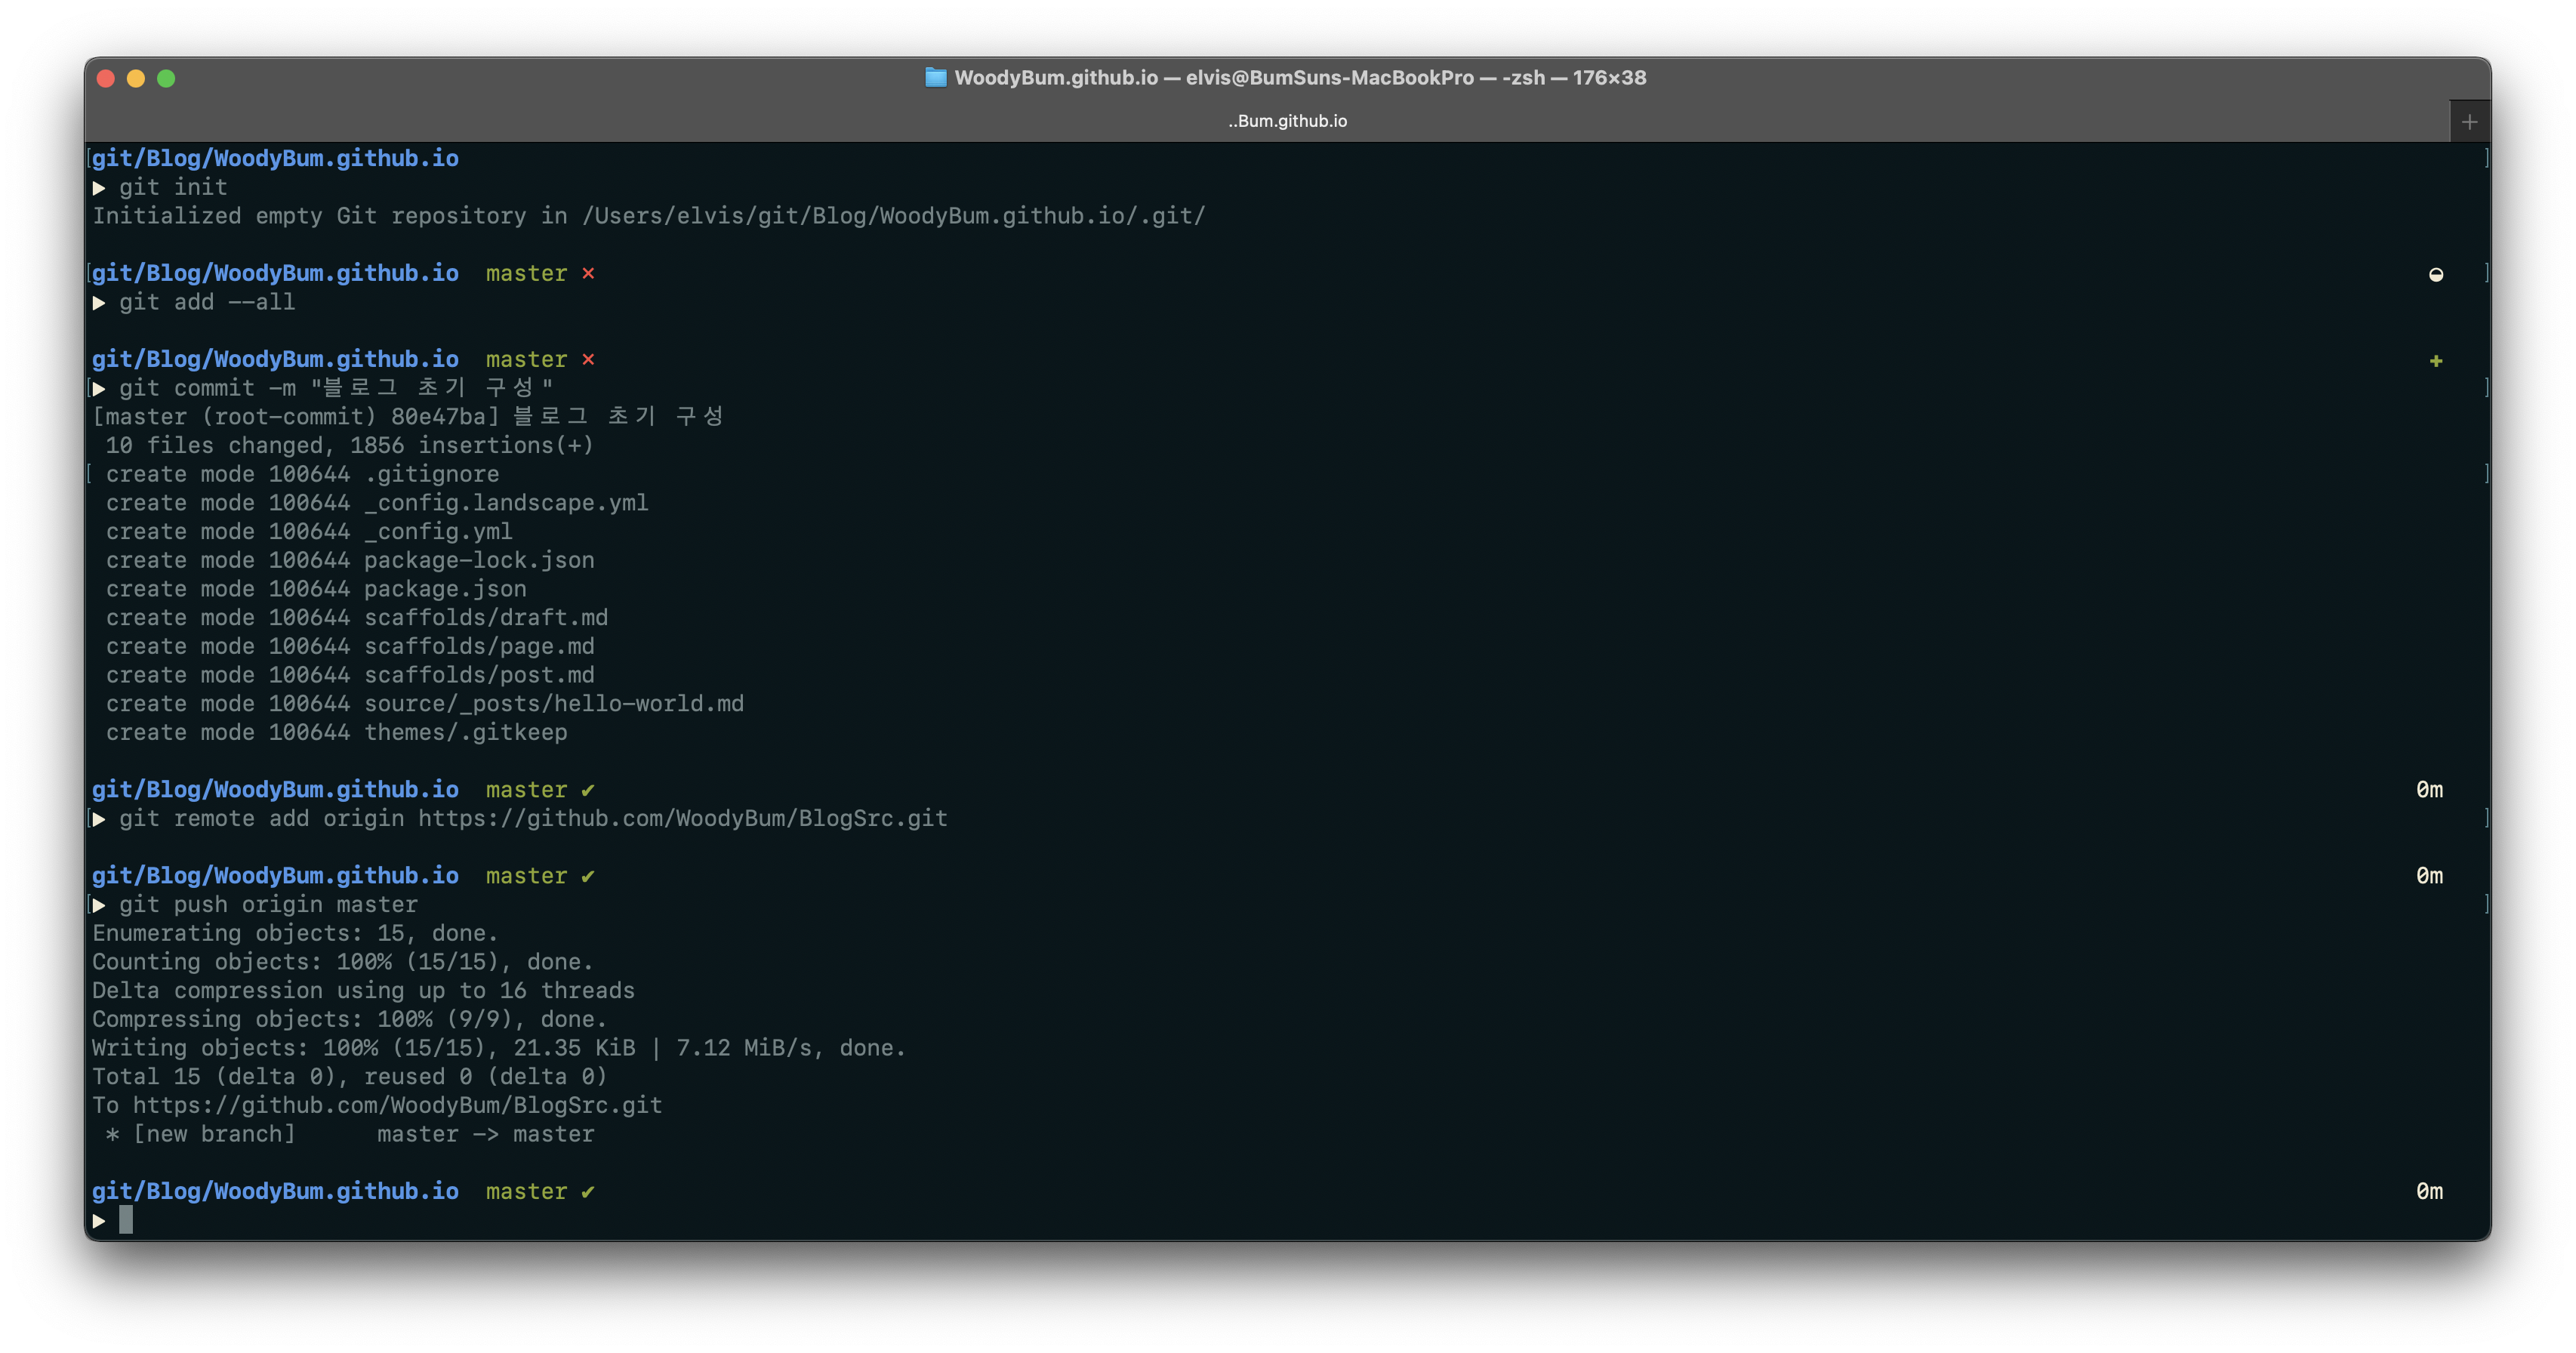 WoodyBum.github.io — elvis@BumSuns-MacBookPro — -zsh — 176×38
..Bum.github.io
git/Blog/WoodyBum.github.io
▶ git init
Initialized empty Git repository in /Users/elvis/git/Blog/WoodyBum.github.io/.git/
git/Blog/WoodyBum.github.io master ×
▶ git add --all
git/Blog/WoodyBum.github.io master × +
▶ git commit -m "블로그 초기 구성"
[master (root-commit) 80e47ba] 블로그 초기 구성
10 files changed, 1856 insertions(+)
create mode 100644 .gitignore
create mode 100644 _config.landscape.yml
create mode 100644 _config.yml
create mode 100644 package-lock.json
create mode 100644 package.json
create mode 100644 scaffolds/draft.md
create mode 100644 scaffolds/page.md
create mode 100644 scaffolds/post.md
create mode 100644 source/_posts/hello-world.md
create mode 100644 themes/.gitkeep
git/Blog/WoodyBum.github.io master ✔ 0m
▶ git remote add origin https://github.com/WoodyBum/BlogSrc.git
git/Blog/WoodyBum.github.io master ✔ 0m
▶ git push origin master
Enumerating objects: 15, done.
Counting objects: 100% (15/15), done.
Delta compression using up to 16 threads
Compressing objects: 100% (9/9), done.
Writing objects: 100% (15/15), 21.35 KiB | 7.12 MiB/s, done.
Total 15 (delta 0), reused 0 (delta 0)
To https://github.com/WoodyBum/BlogSrc.git
* [new branch] master -> master
git/Blog/WoodyBum.github.io master ✔ 0m
▶